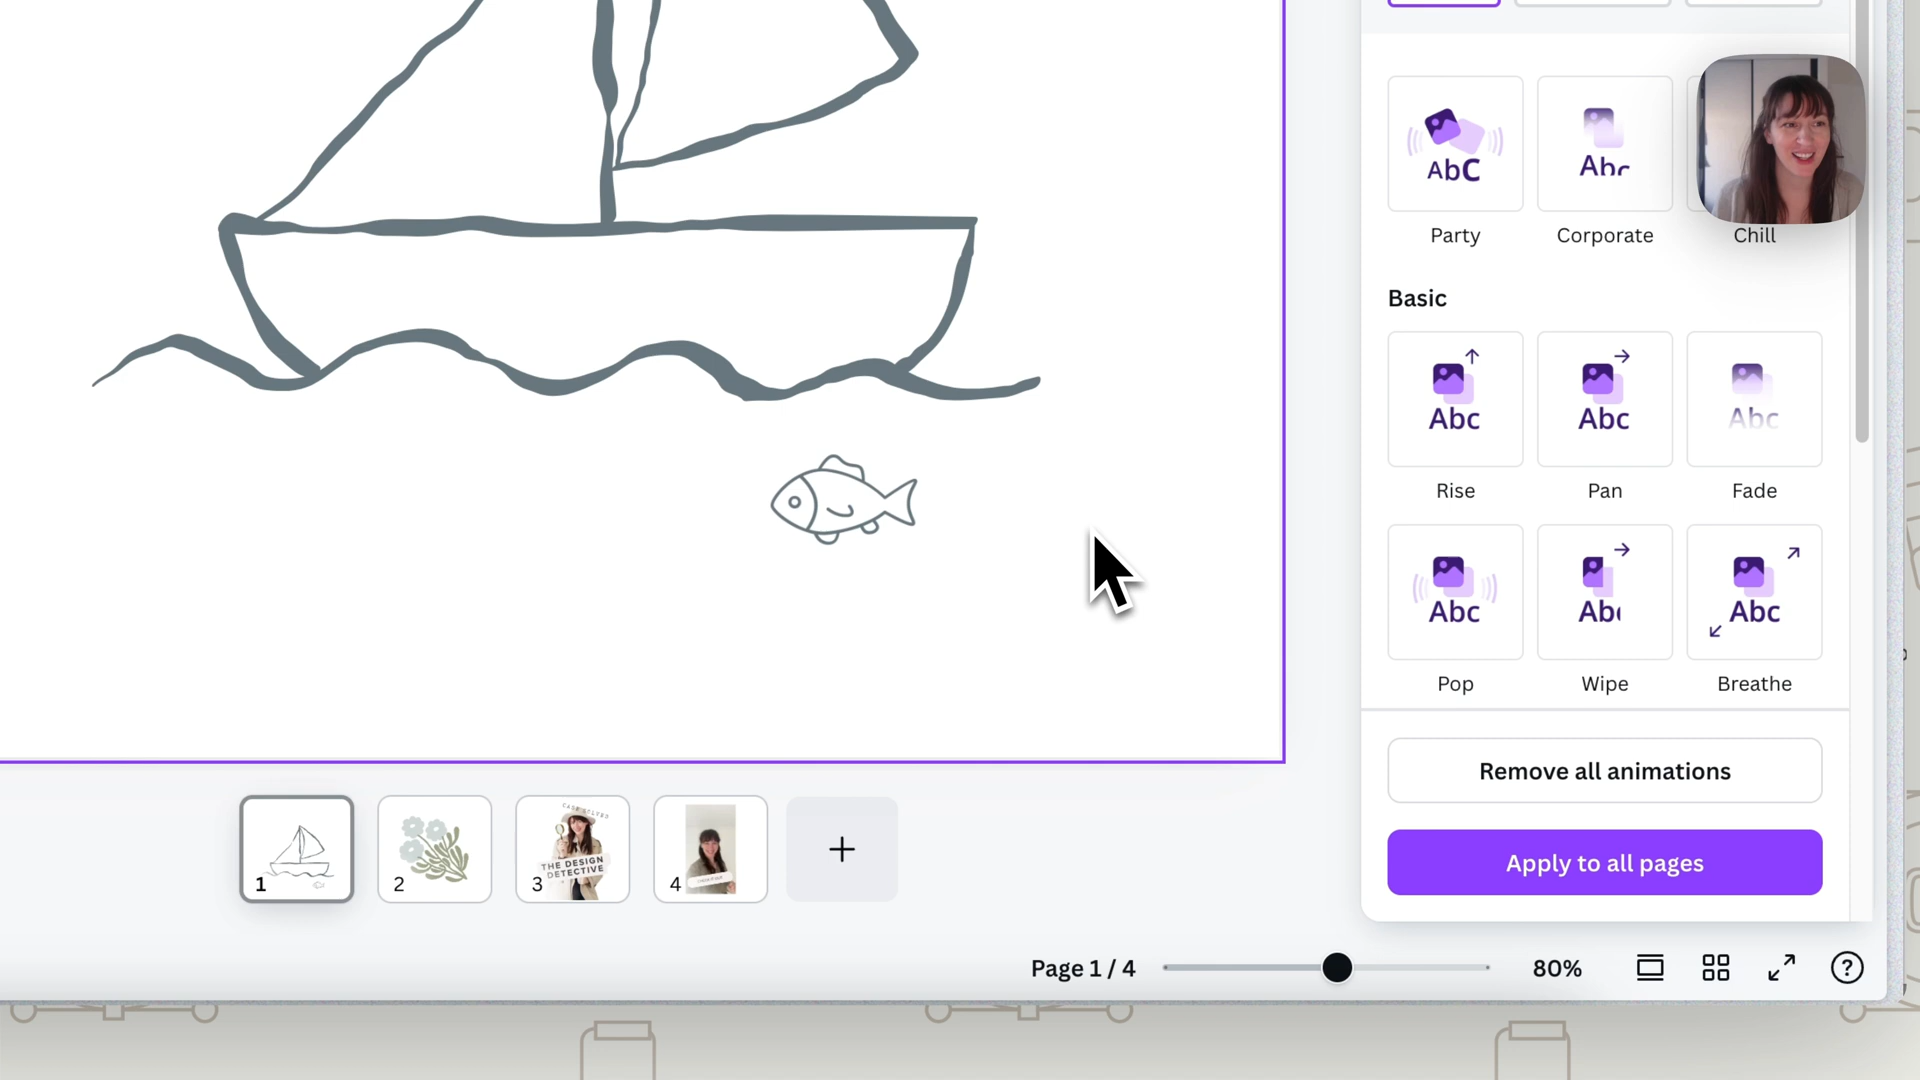 AbC
Abc
Party
Corporate
Chill
Basic
Abc
Abc
Abc
Rise
Pan
Fade
Abc
Abc
Abc
Pop
Wipe
Breathe
Remove all animations
Apply to all pages
1
2
THE DESIGN
DETECTIVE
3
4
+
Page 1 / 4
80%
?